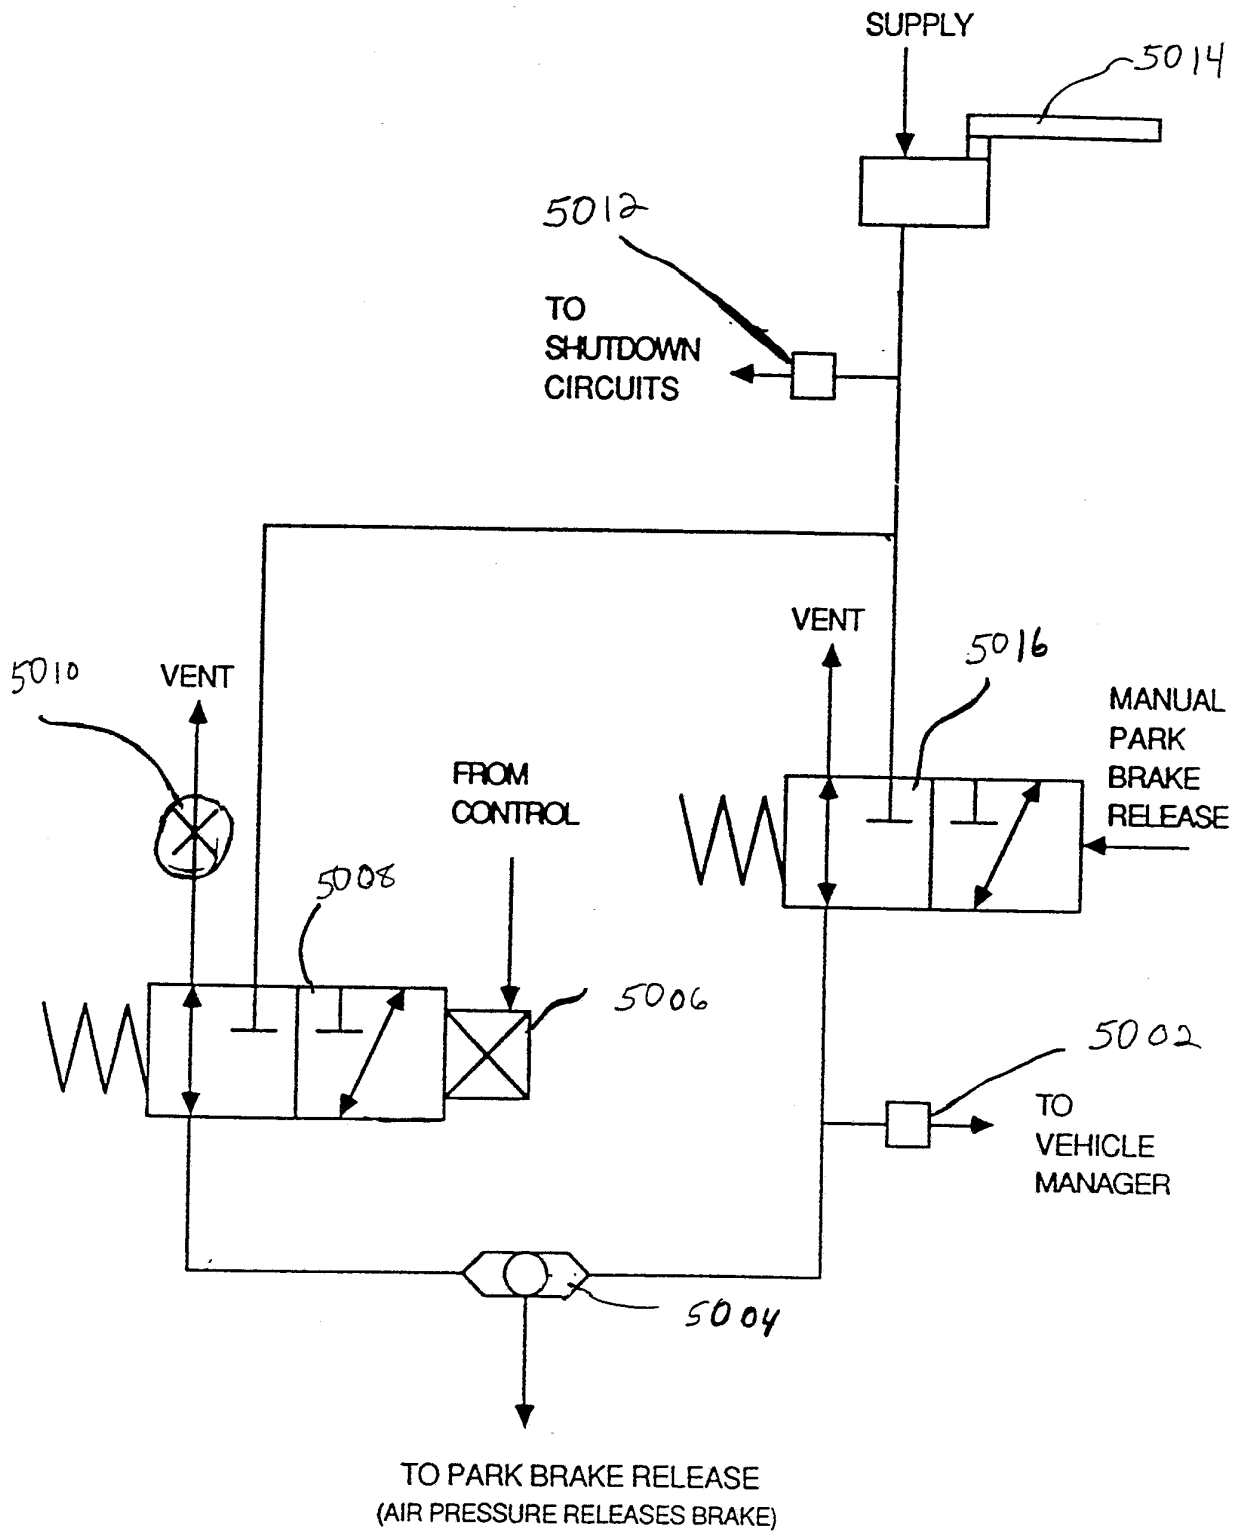 SUPPLY
5014
5012
TO
SHUTDOWN
CIRCUITS
VENT
5016
5010
VENT
MANUAL
PARK
BRAKE
RELEASE
FROM
CONTROL
5008
5006
5002
TO
VEHICLE
MANAGER
5004
TO PARK BRAKE RELEASE
(AIR PRESSURE RELEASES BRAKE)